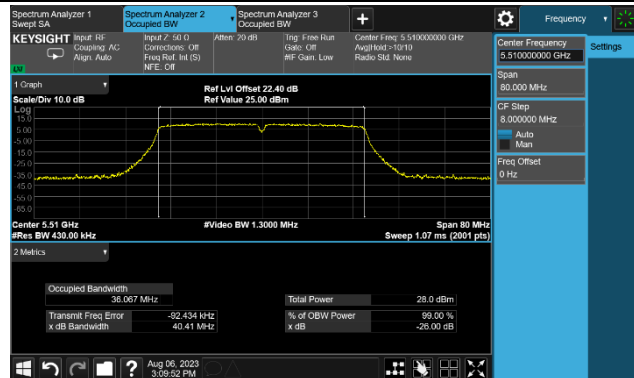 Spectrum Analyzer 1
Swept SA
Spectrum Analyzer 2
Occupied BW
Spectrum Analyzer 3
Occupied BW
Frequency
KEYSIGHT
Input: RF
Coupling: AC
Align: Auto
Input Z: 50 Ω
Corrections: Off
Freq Ref: Int (S)
NFE: Off
Atten: 20 dB
Trig: Free Run
Gate: Off
#IF Gain: Low
Center Freq: 5.510000000 GHz
Avg|Hold:>10/10
Radio Std: None
Center Frequency
5.510000000 GHz
Settings
Span
80.000 MHz
CF Step
8.000000 MHz
Auto
Man
Freq Offset
0 Hz
1 Graph
Scale/Div 10.0 dB
Ref Lvl Offset 22.40 dB
Ref Value 25.00 dBm
Log
15.0
5.00
-5.00
-15.0
-25.0
-35.0
-45.0
-55.0
-65.0
Center 5.51 GHz
#Res BW 430.00 kHz
#Video BW 1.3000 MHz
Span 80 MHz
Sweep 1.07 ms (2001 pts)
2 Metrics
Occupied Bandwidth
36.067 MHz
Total Power 28.0 dBm
Transmit Freq Error -92.434 kHz
% of OBW Power 99.00 %
x dB Bandwidth 40.41 MHz
x dB -26.00 dB
Aug 06, 2023
3:09:52 PM